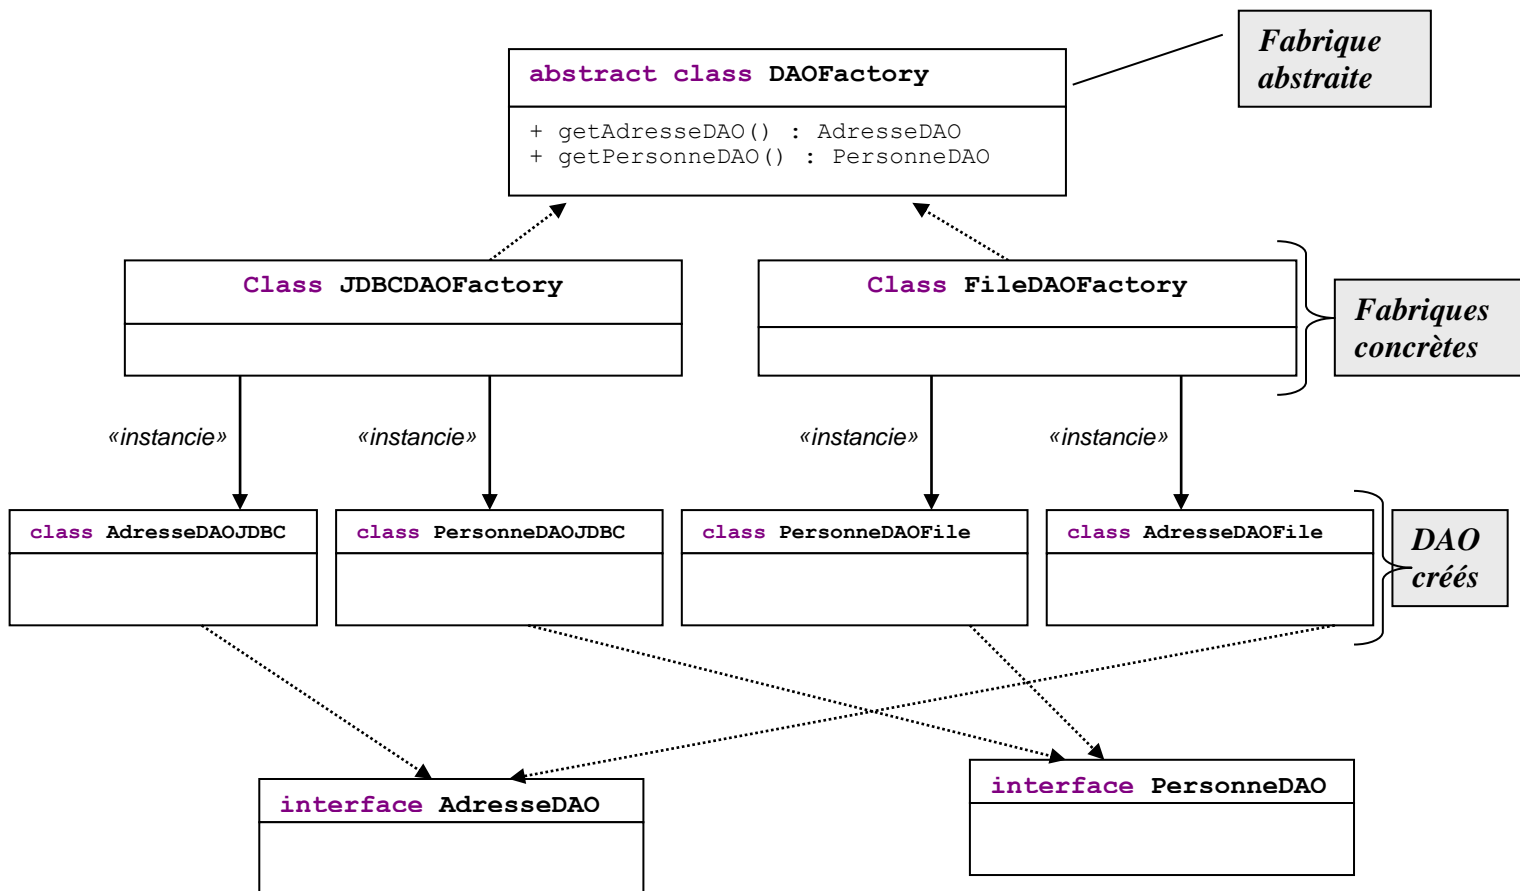 Fabrique
abstraite
abstract class DAOFactory
+ getAdresseDAO() : AdresseDAO
+ getPersonneDAO() : PersonneDAO
Class JDBCDAOFactory
Class FileDAOFactory
Fabriques
concrètes
«instancie»
«instancie»
«instancie»
«instancie»
class AdresseDAOJDBC
class PersonneDAOJDBC
class PersonneDAOFile
class AdresseDAOFile
DAO
créés
interface AdresseDAO
interface PersonneDAO